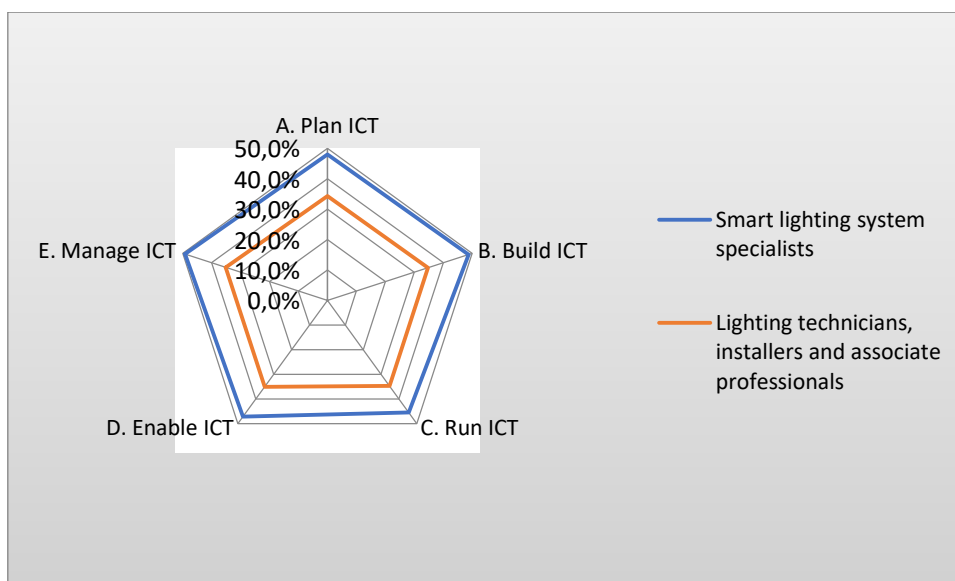 A. Plan ICT
50,0%
40,0%
30,0%
20,0%
10,0%
0,0%
E. Manage ICT
B. Build ICT
D. Enable ICT
C. Run ICT
Smart lighting system
specialists
Lighting technicians,
installers and associate
professionals